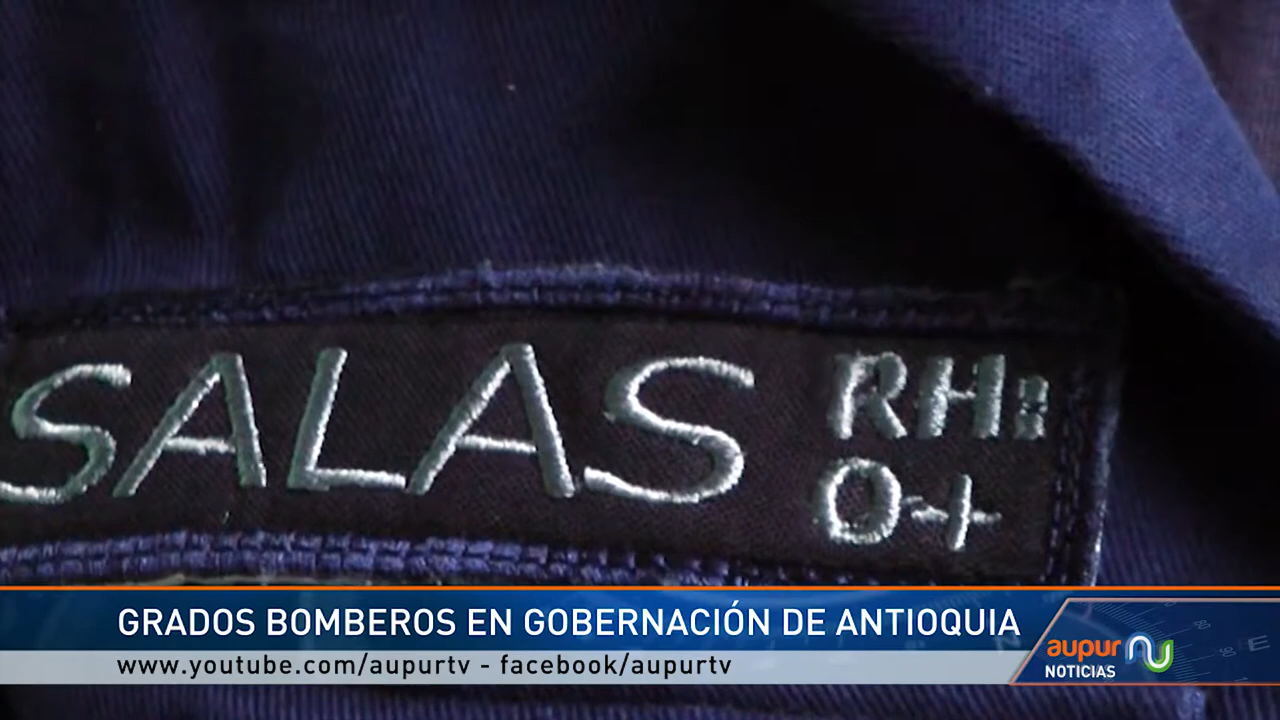 SALAS
RH:
O+
GRADOS BOMBEROS EN GOBERNACIÓN DE ANTIOQUIA
www.youtube.com/aupurtv - facebook/aupurtv
aupur
NOTICIAS